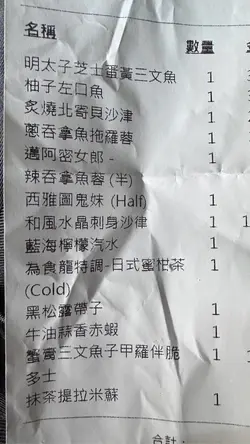 名稱 數量
明太子芝士蛋黃三文魚 1
柚子左口魚 1
炙燒北寄貝沙津 1
蔥吞拿魚拖羅蓉 1
邁阿密女郎 - 1
辣吞拿魚蓉 (半)
西雅圖鬼妹 (Half) 1
和風水晶刺身沙律 1
藍海檸檬汽水 1
為食龍特調-日式蜜柑茶 1
(Cold)
黑松露帶子 1
牛油蒜香赤蝦 1
蟹膏三文魚子甲羅伴脆 1
多士
抹茶提拉米蘇 1
合計: